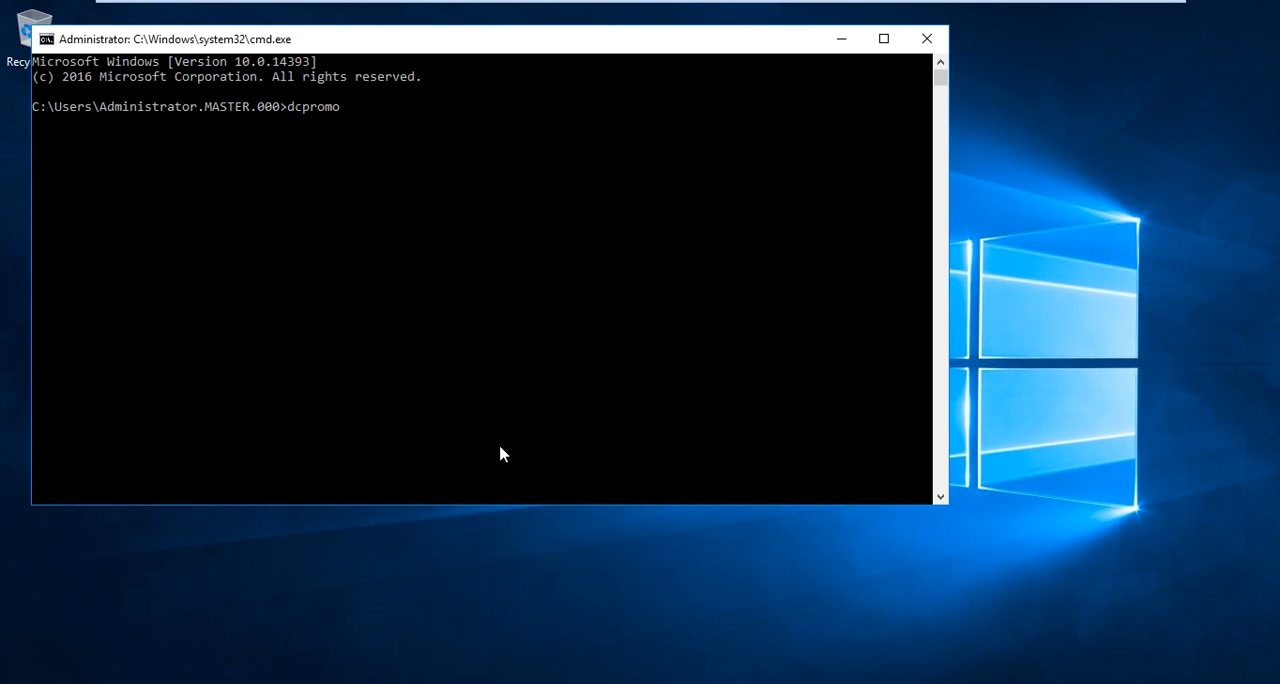 Administrator: C:\Windows\system32\cmd.exe
Recy
Microsoft Windows [Version 10.0.14393]
(c) 2016 Microsoft Corporation. All rights reserved.
C:\Users\Administrator.MASTER.000>dcpromo